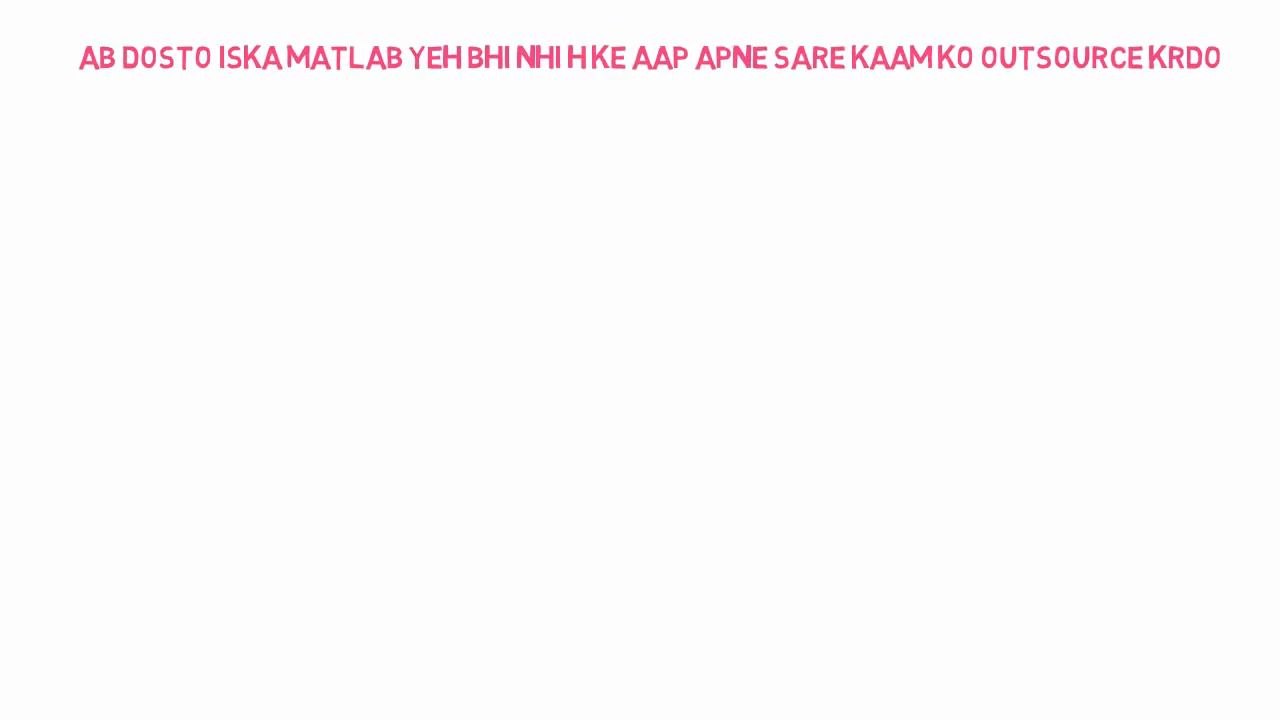 AB DOSTO ISKA MATLAB YEH BHI NHI H KE AAP APNE SARE KAAM KO OUTSOURCE KRDO